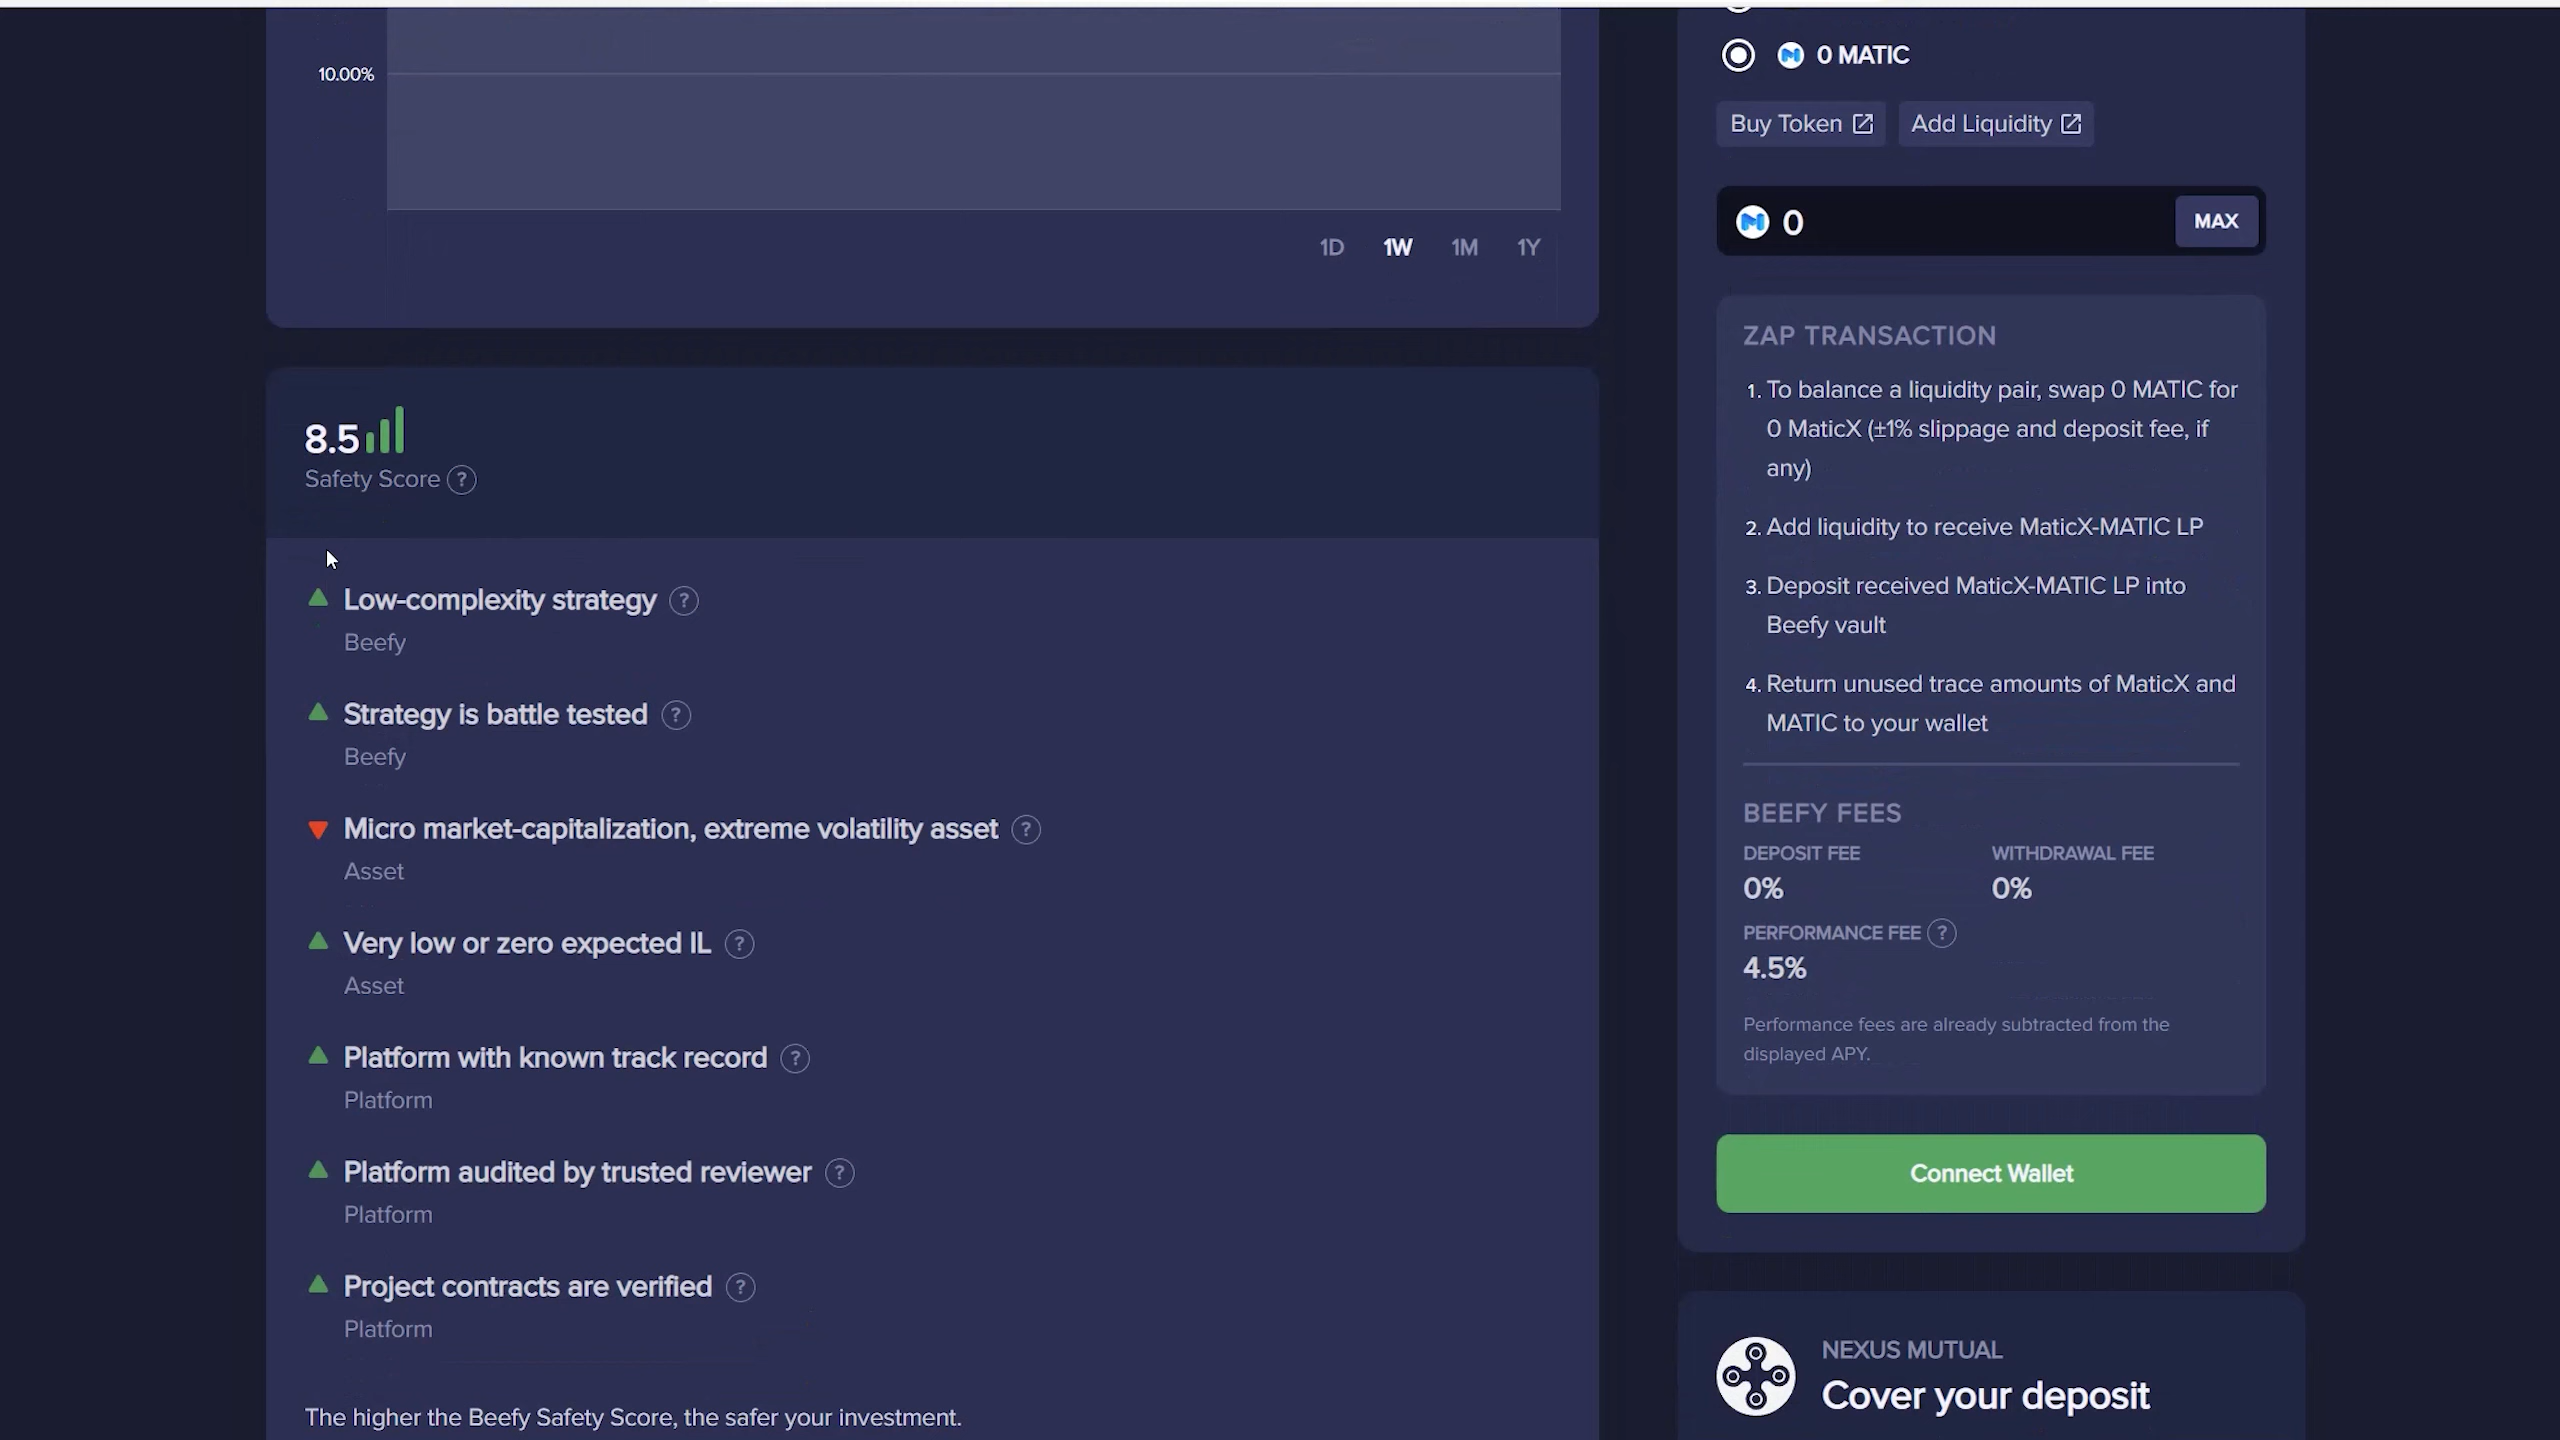 10.00%
1D 1W 1M 1Y
8.5
Safety Score ?
Low-complexity strategy ?
Beefy
Strategy is battle tested ?
Beefy
Micro market-capitalization, extreme volatility asset ?
Asset
Very low or zero expected IL ?
Asset
Platform with known track record ?
Platform
Platform audited by trusted reviewer ?
Platform
Project contracts are verified ?
Platform
The higher the Beefy Safety Score, the safer your investment.
0 MATIC
Buy Token Add Liquidity
0 MAX
ZAP TRANSACTION
1. To balance a liquidity pair, swap 0 MATIC for
0 MaticX (±1% slippage and deposit fee, if
any)
2. Add liquidity to receive MaticX-MATIC LP
3. Deposit received MaticX-MATIC LP into
Beefy vault
4. Return unused trace amounts of MaticX and
MATIC to your wallet
BEEFY FEES
DEPOSIT FEE WITHDRAWAL FEE
0% 0%
PERFORMANCE FEE ?
4.5%
Performance fees are already subtracted from the
displayed APY.
Connect Wallet
NEXUS MUTUAL
Cover your deposit